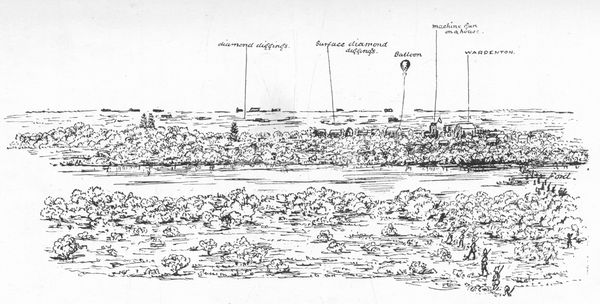 machine gun
on a house.
diamond diggings.
Surface diamond
diggings.
Balloon
WARDENTON.
Ford